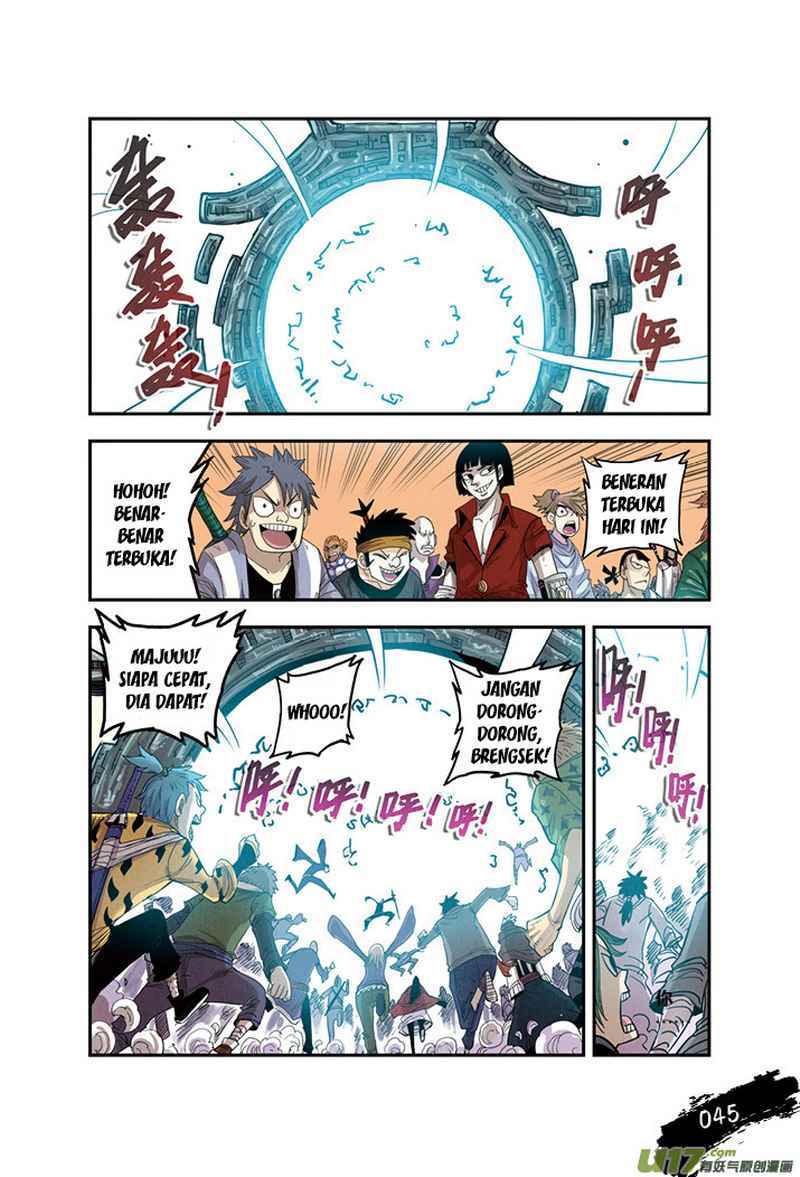 轰
轰
轰!
呼
呼
呼!
HOHOH!
BENAR-
BENAR
TERBUKA!
BENERAN
TERBUKA
HARI INI!
MAJUUU!
SIAPA CEPAT,
DIA DAPAT!
WHOOO!
JANGAN
DORONG-
DORONG,
BRENGSEK!
呼! 呼! 呼! 呼!
呼!
呼!
呼!
你
045
U17.com
有妖气原创漫画